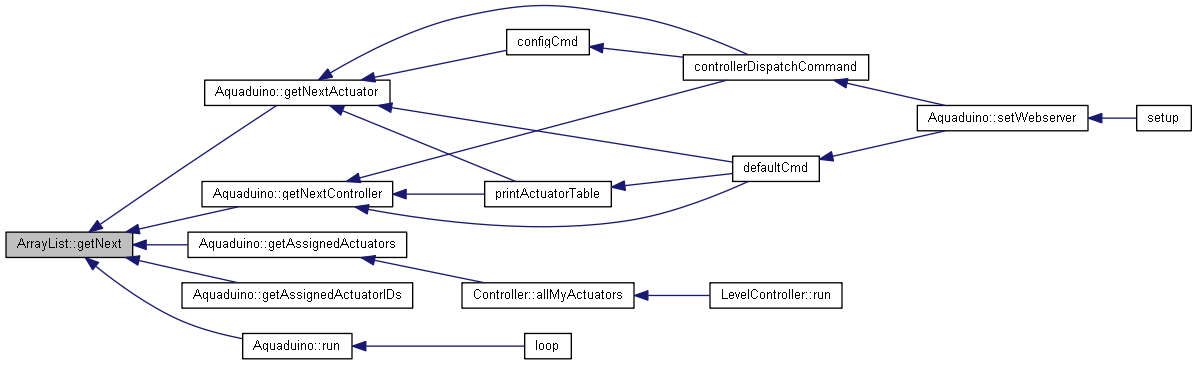 configCmd
controllerDispatchCommand
Aquaduino::getNextActuator
Aquaduino::setWebserver
setup
defaultCmd
Aquaduino::getNextController
printActuatorTable
ArrayList::getNext
Aquaduino::getAssignedActuators
Aquaduino::getAssignedActuatorIDs
Controller::allMyActuators
LevelController::run
Aquaduino::run
loop